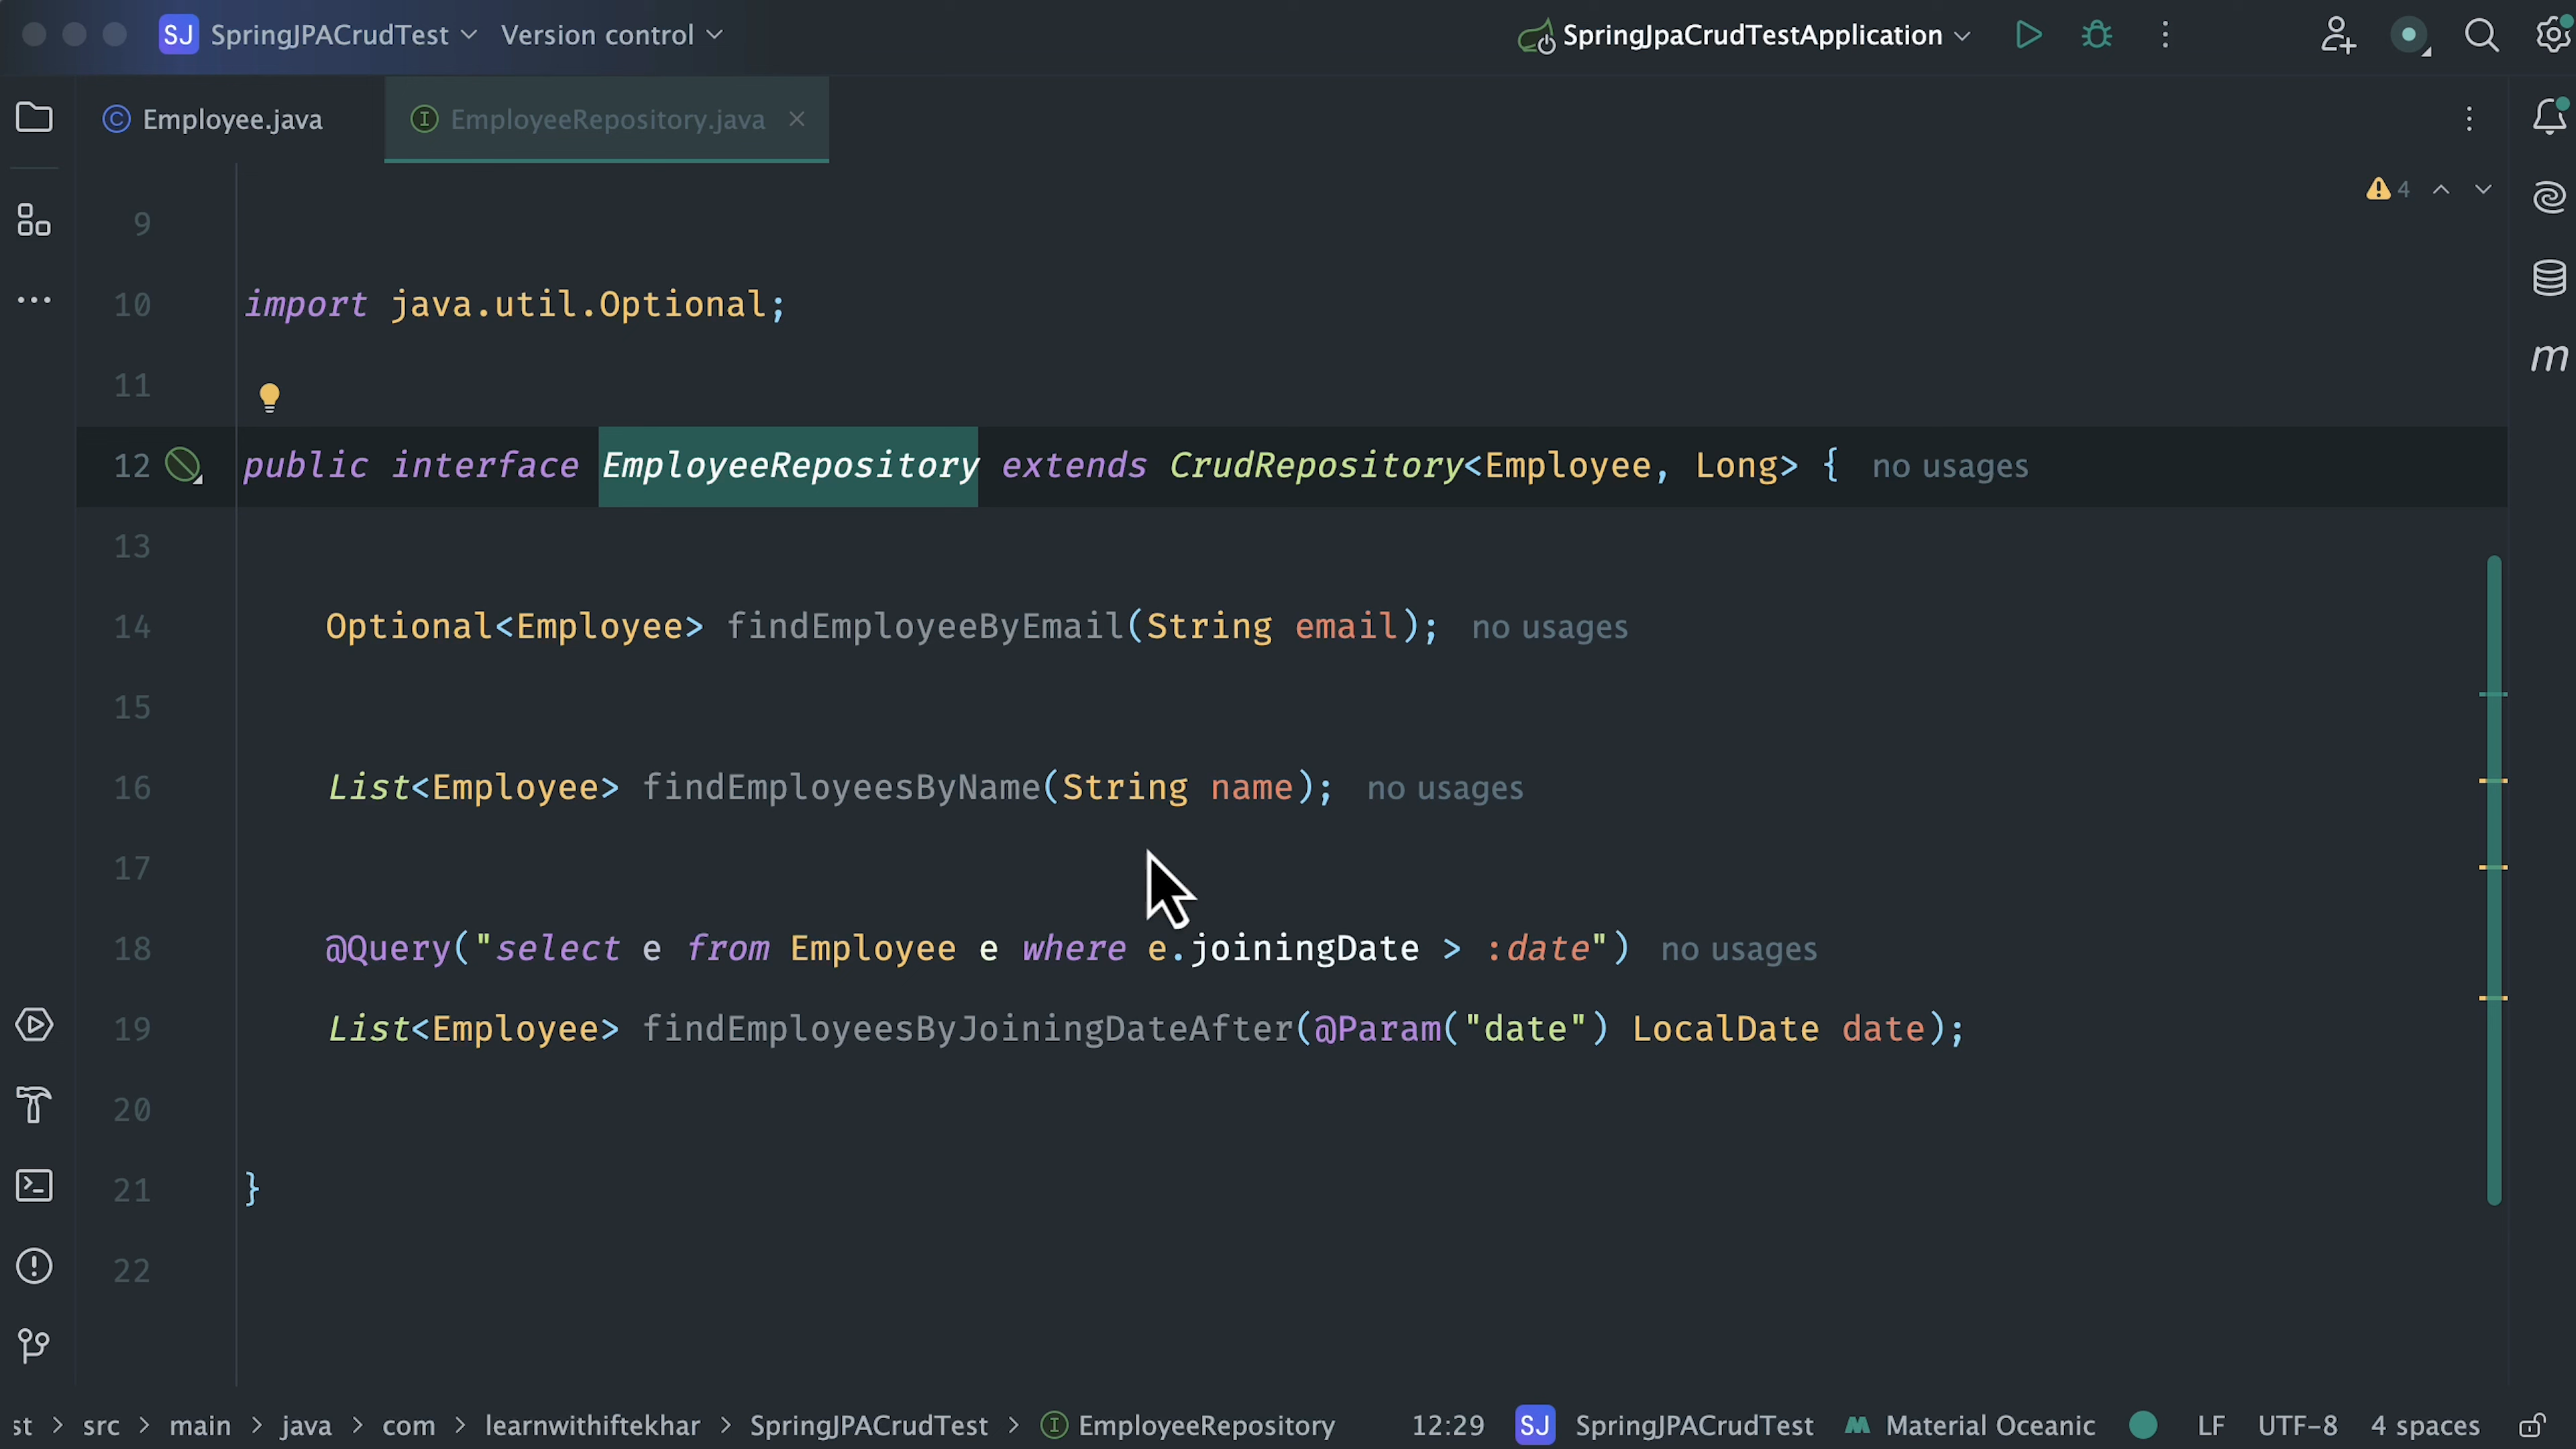 SJ SpringJPACrudTest Version control SpringJpaCrudTestApplication
Employee.java EmployeeRepository.java
4
9
10 import java.util.Optional;
11
12 public interface EmployeeRepository extends CrudRepository<Employee, Long> { no usages
13
14 Optional<Employee> findEmployeeByEmail(String email); no usages
15
16 List<Employee> findEmployeesByName(String name); no usages
17
18 @Query("select e from Employee e where e.joiningDate > :date") no usages
19 List<Employee> findEmployeesByJoiningDateAfter(@Param("date") LocalDate date);
20
21 }
22
st > src > main > java > com > learnwithiftekhar > SpringJPACrudTest > EmployeeRepository 12:29 SJ SpringJPACrudTest Material Oceanic LF UTF-8 4 spaces